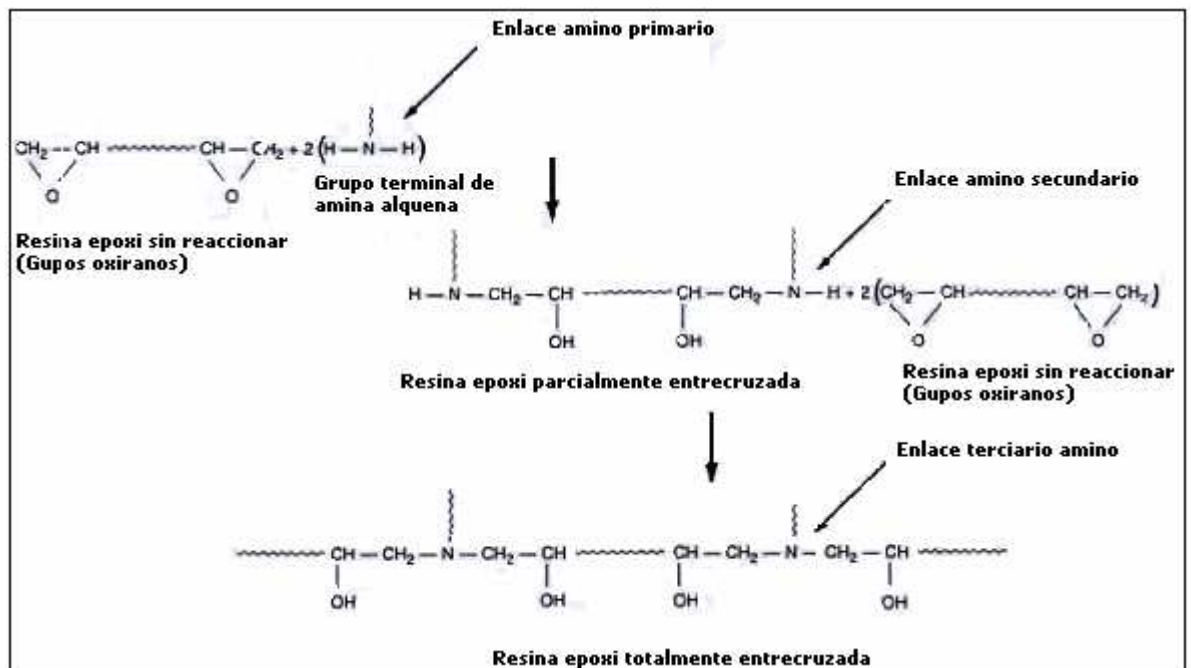 Enlace amino primario
CH₂--CH CH—CH₂ + 2 (H—N—H)
O O
Grupo terminal de
amina alquena
Resina epoxi sin reaccionar
(Gupos oxiranos)
Enlace amino secundario
H—N—CH₂—CH CH—CH₂—N—H + 2 (CH₂—CH CH—CH₂)
OH OH O O
Resina epoxi parcialmente entrecruzada
Resina epoxi sin reaccionar
(Gupos oxiranos)
Enlace terciario amino
CH—CH₂—N—CH₂—CH CH—CH₂—N—CH₂—CH
OH OH OH OH
Resina epoxi totalmente entrecruzada